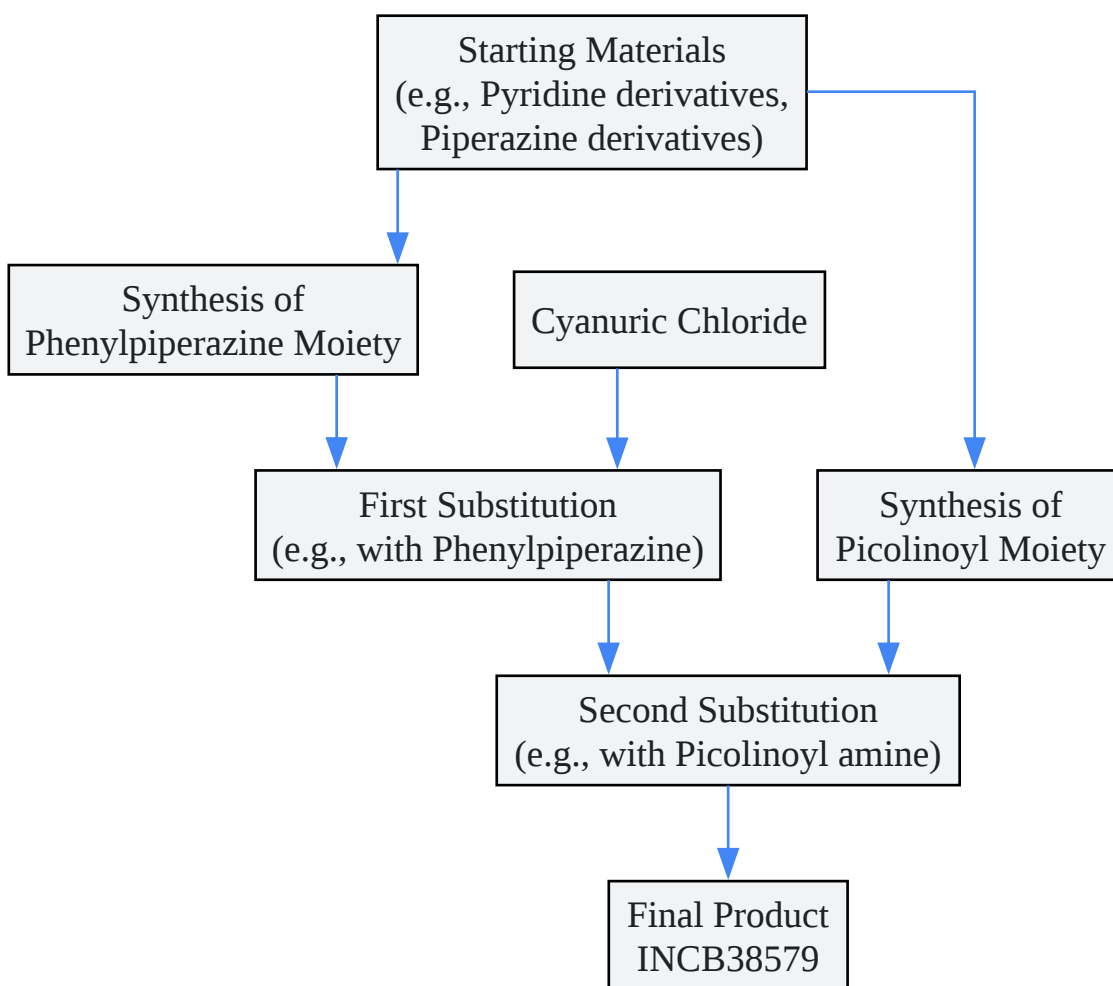 Starting Materials
(e.g., Pyridine derivatives,
Piperazine derivatives)
Synthesis of
Phenylpiperazine Moiety
Cyanuric Chloride
First Substitution
(e.g., with Phenylpiperazine)
Synthesis of
Picolinoyl Moiety
Second Substitution
(e.g., with Picolinoyl amine)
Final Product
INCB38579